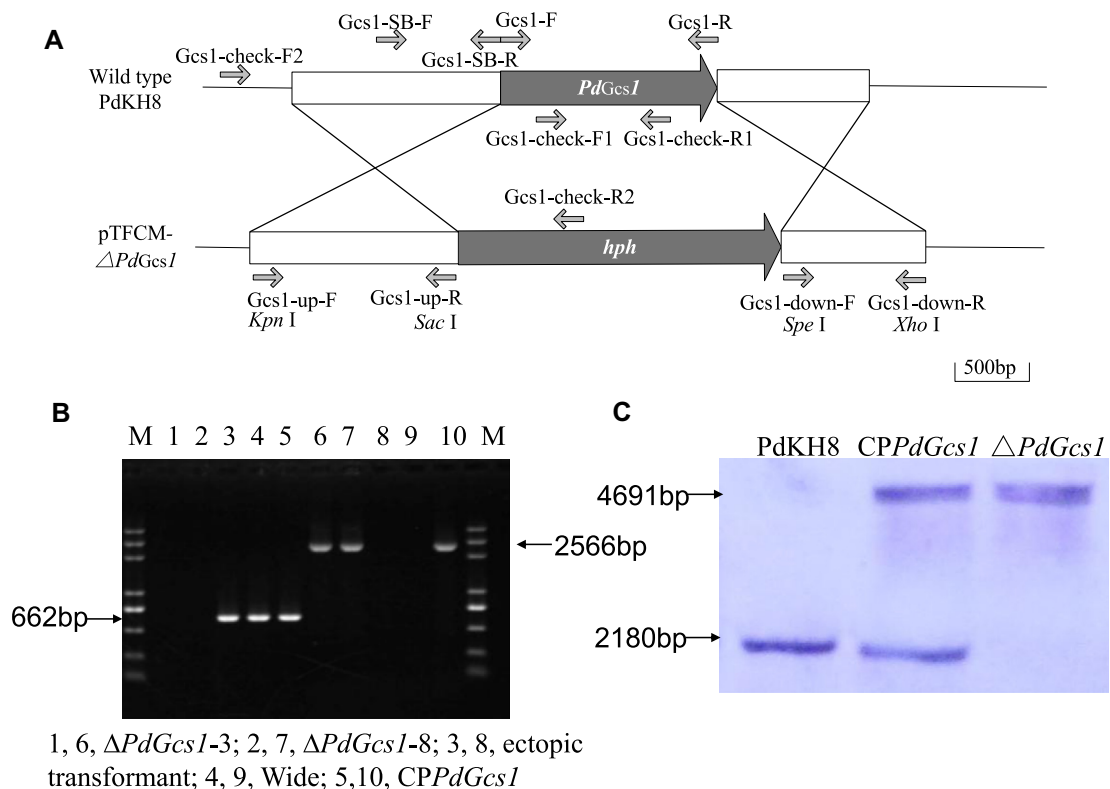 A
Gcs1-SB-F
Gcs1-F
Gcs1-R
Gcs1-check-F2
Gcs1-SB-R
Wild type
PdKH8
PdGcs1
Gcs1-check-F1
Gcs1-check-R1
Gcs1-check-R2
pTFCM-
△PdGcs1
hph
Gcs1-up-F
Kpn I
Gcs1-up-R
Sac I
Gcs1-down-F
Spe I
Gcs1-down-R
Xho I
500bp
B
M 1 2 3 4 5 6 7 8 9 10 M
2566bp
662bp
1, 6, ΔPdGcs1-3; 2, 7, ΔPdGcs1-8; 3, 8, ectopic
transformant; 4, 9, Wide; 5,10, CPPdGcs1
C
PdKH8 CPPdGcs1 △PdGcs1
4691bp
2180bp